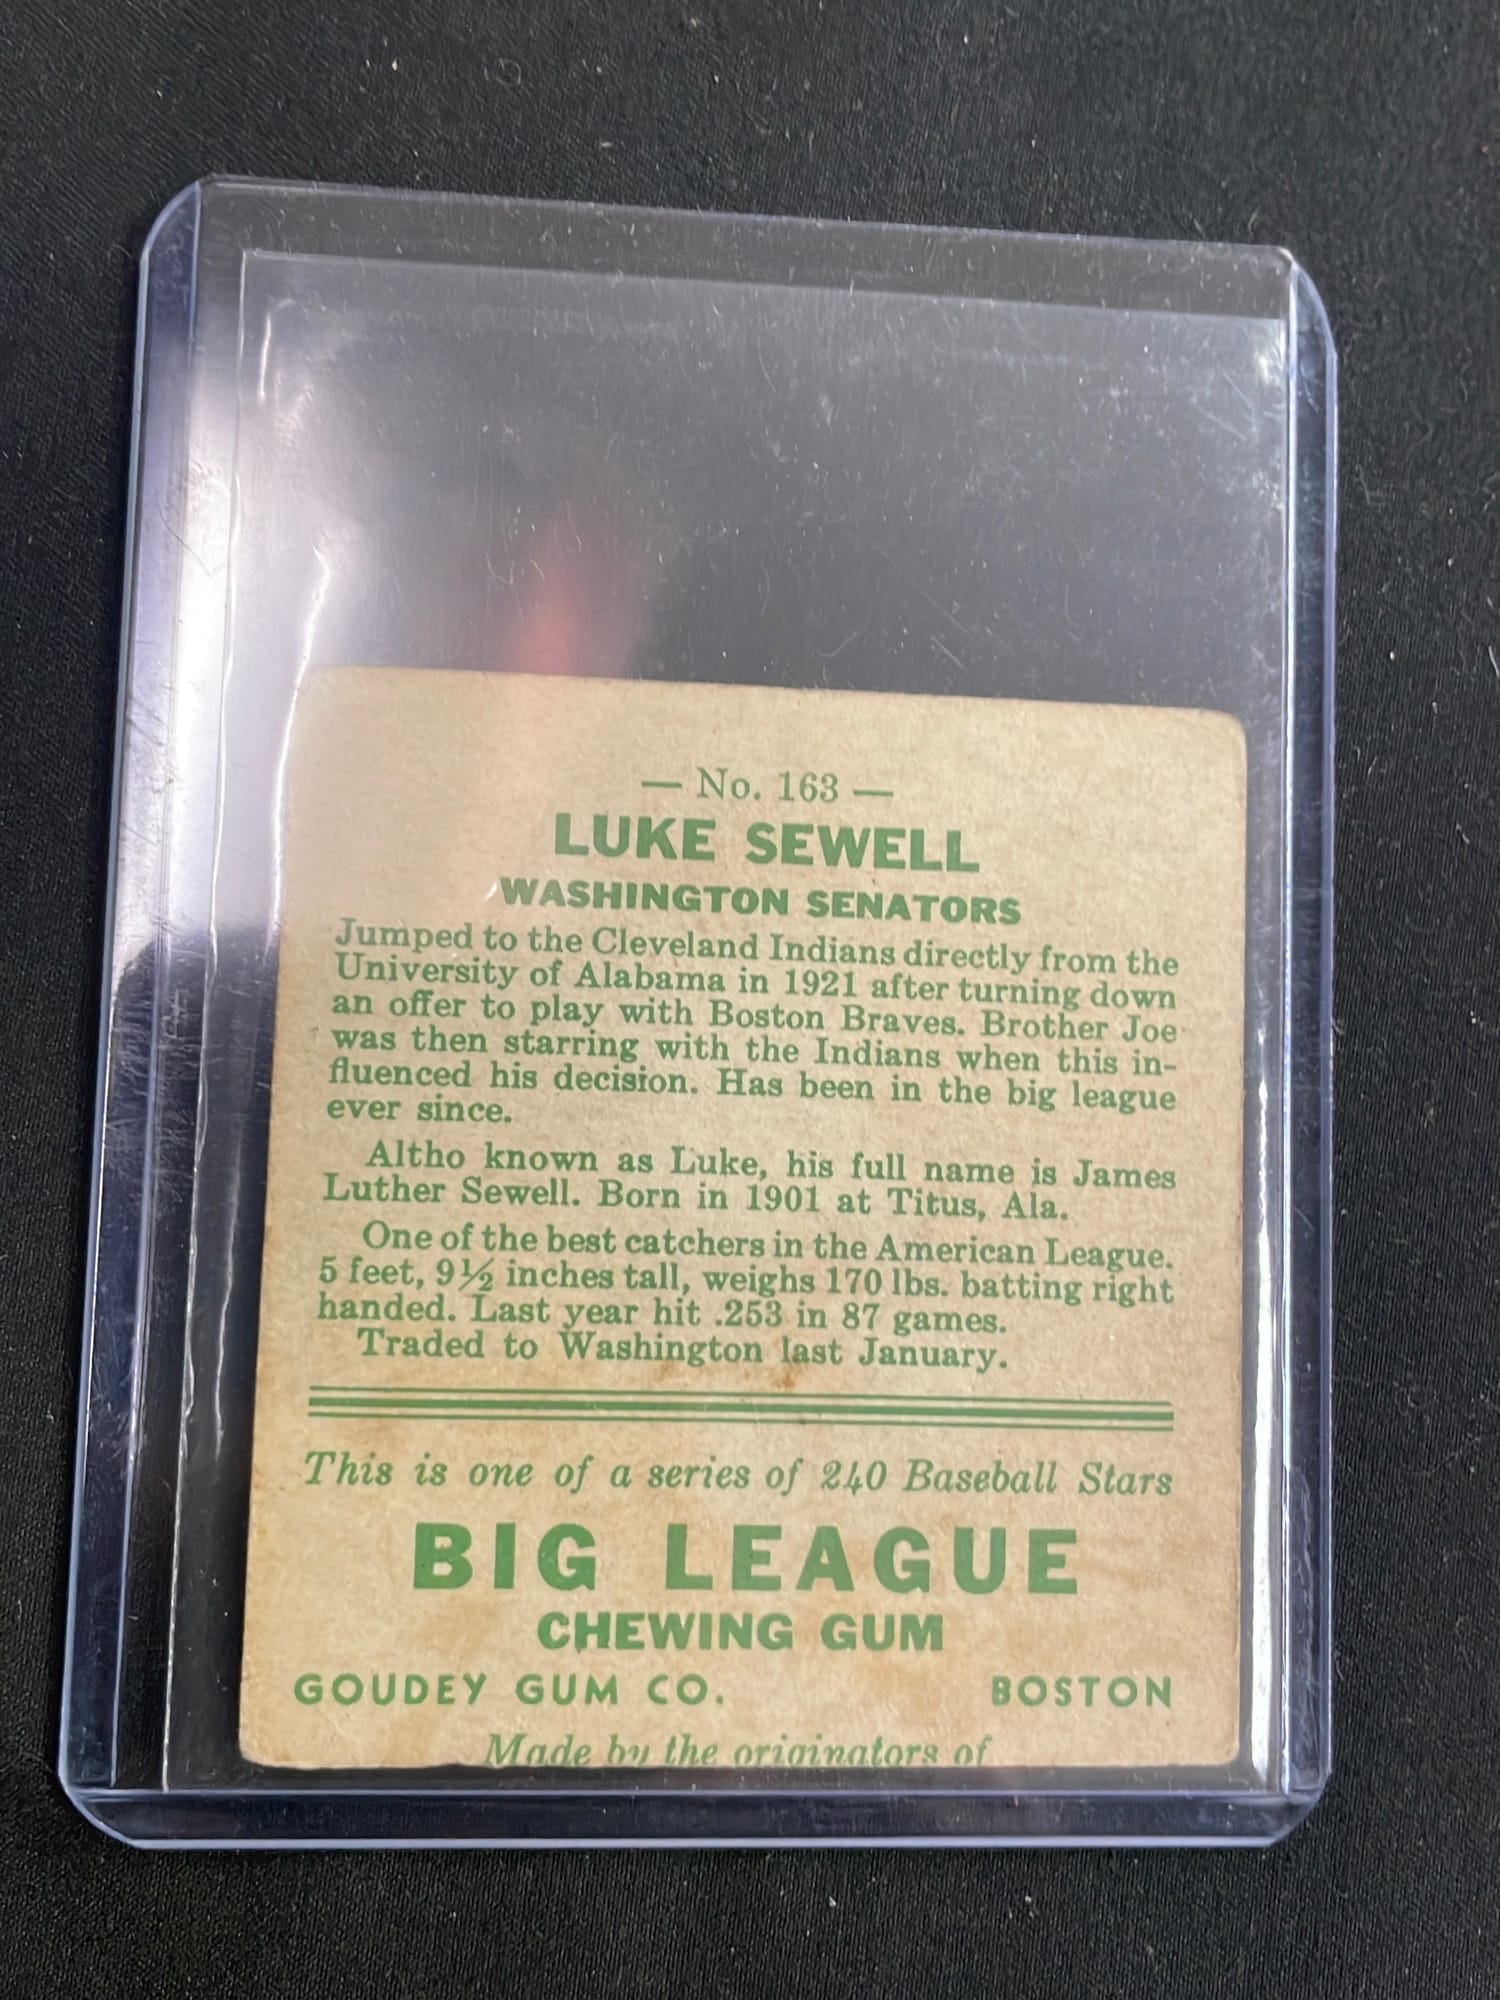 — No. 163 —
LUKE SEWELL
WASHINGTON SENATORS
Jumped to the Cleveland Indians directly from the
University of Alabama in 1921 after turning down
an offer to play with Boston Braves. Brother Joe
was then starring with the Indians when this in-
fluenced his decision. Has been in the big league
ever since.
Altho known as Luke, his full name is James
Luther Sewell. Born in 1901 at Titus, Ala.
One of the best catchers in the American League.
5 feet, 9½ inches tall, weighs 170 lbs. batting right
handed. Last year hit .253 in 87 games.
Traded to Washington last January.
This is one of a series of 240 Baseball Stars
BIG LEAGUE
CHEWING GUM
GOUDEY GUM CO. BOSTON
Made by the originators of